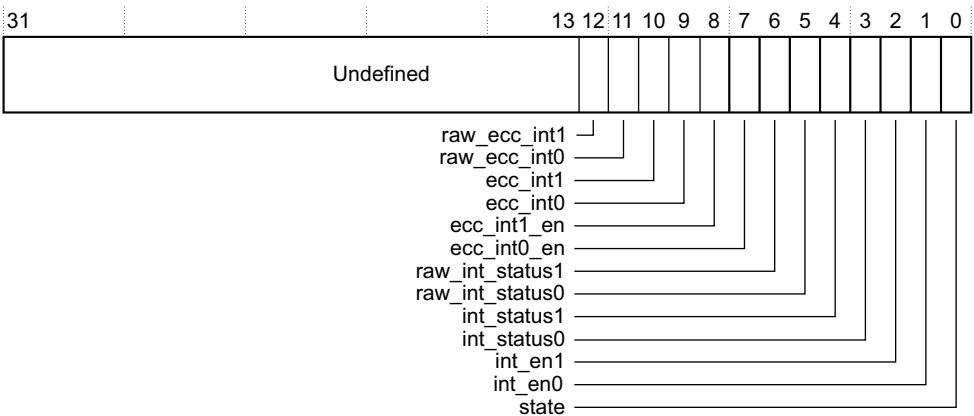 31 13 12 11 10 9 8 7 6 5 4 3 2 1 0
Undefined
raw_ecc_int1
raw_ecc_int0
ecc_int1
ecc_int0
ecc_int1_en
ecc_int0_en
raw_int_status1
raw_int_status0
int_status1
int_status0
int_en1
int_en0
state